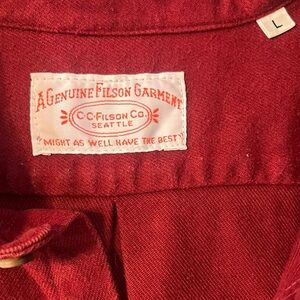 L
A GENUINE FILSON GARMENT
C·C·FILSON CO.
SEATTLE
"MIGHT AS WELL HAVE THE BEST"